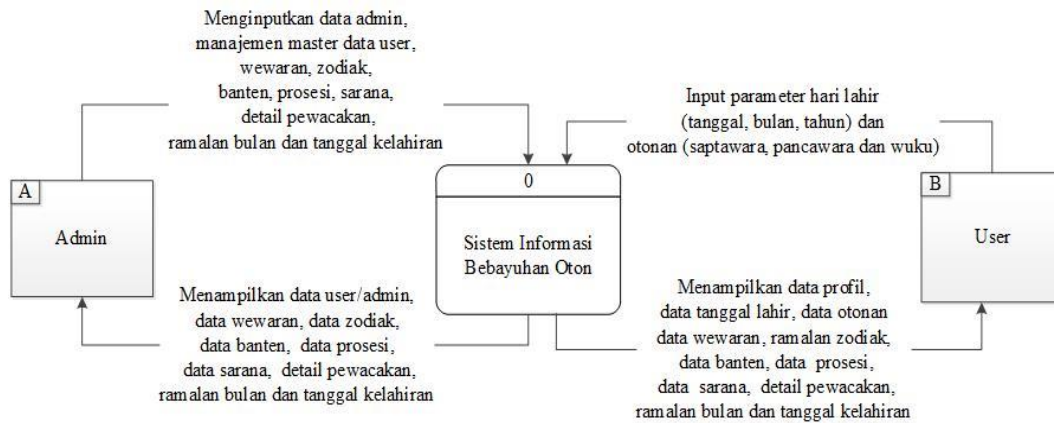 Menginputkan data admin,
manajemen master data user,
wewaran, zodiak,
banten, prosesi, sarana,
detail pewacakan,
ramalan bulan dan tanggal kelahiran
Input parameter hari lahir
(tanggal, bulan, tahun) dan
otonan (saptawara, pancawara dan wuku)
A
Admin
0
Sistem Informasi
Bebayuhan Oton
B
User
Menampilkan data user/admin,
data wewaran, data zodiak,
data banten, data prosesi,
data sarana, detail pewacakan,
ramalan bulan dan tanggal kelahiran
Menampilkan data profil,
data tanggal lahir, data otonan
data wewaran, ramalan zodiak,
data banten, data prosesi,
data sarana, detail pewacakan,
ramalan bulan dan tanggal kelahiran